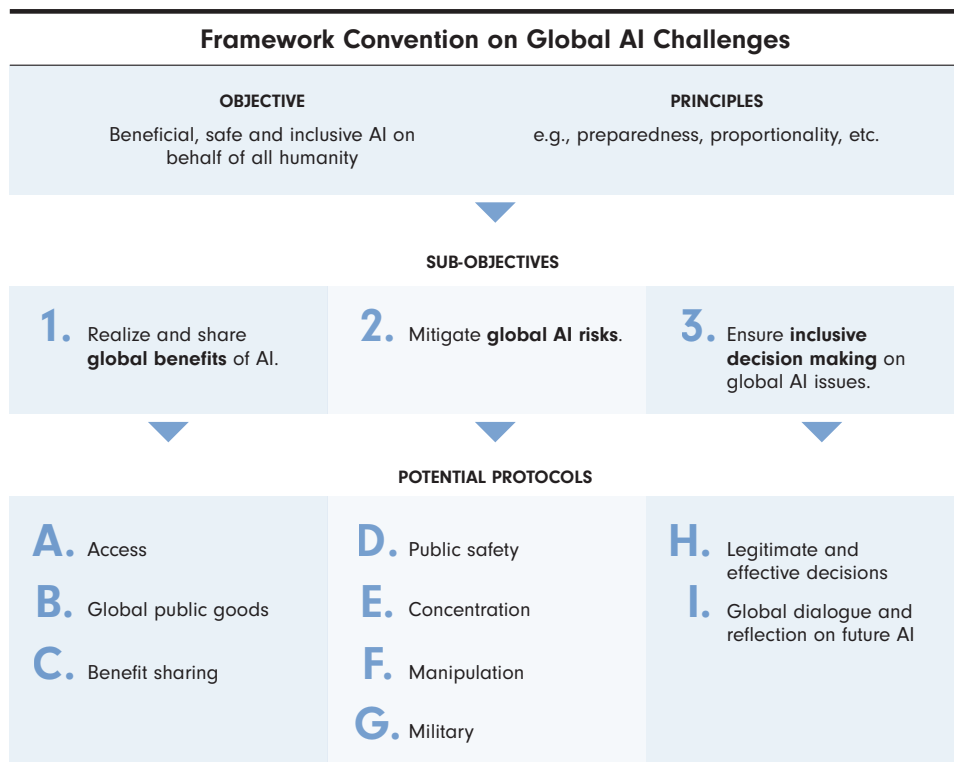 Framework Convention on Global AI Challenges
OBJECTIVE
Beneficial, safe and inclusive AI on
behalf of all humanity
PRINCIPLES
e.g., preparedness, proportionality, etc.
SUB-OBJECTIVES
1. Realize and share
global benefits of AI.
2. Mitigate global AI risks.
3. Ensure inclusive
decision making on
global AI issues.
POTENTIAL PROTOCOLS
A. Access
B. Global public goods
C. Benefit sharing
D. Public safety
E. Concentration
F. Manipulation
G. Military
H. Legitimate and
effective decisions
I. Global dialogue and
reflection on future AI